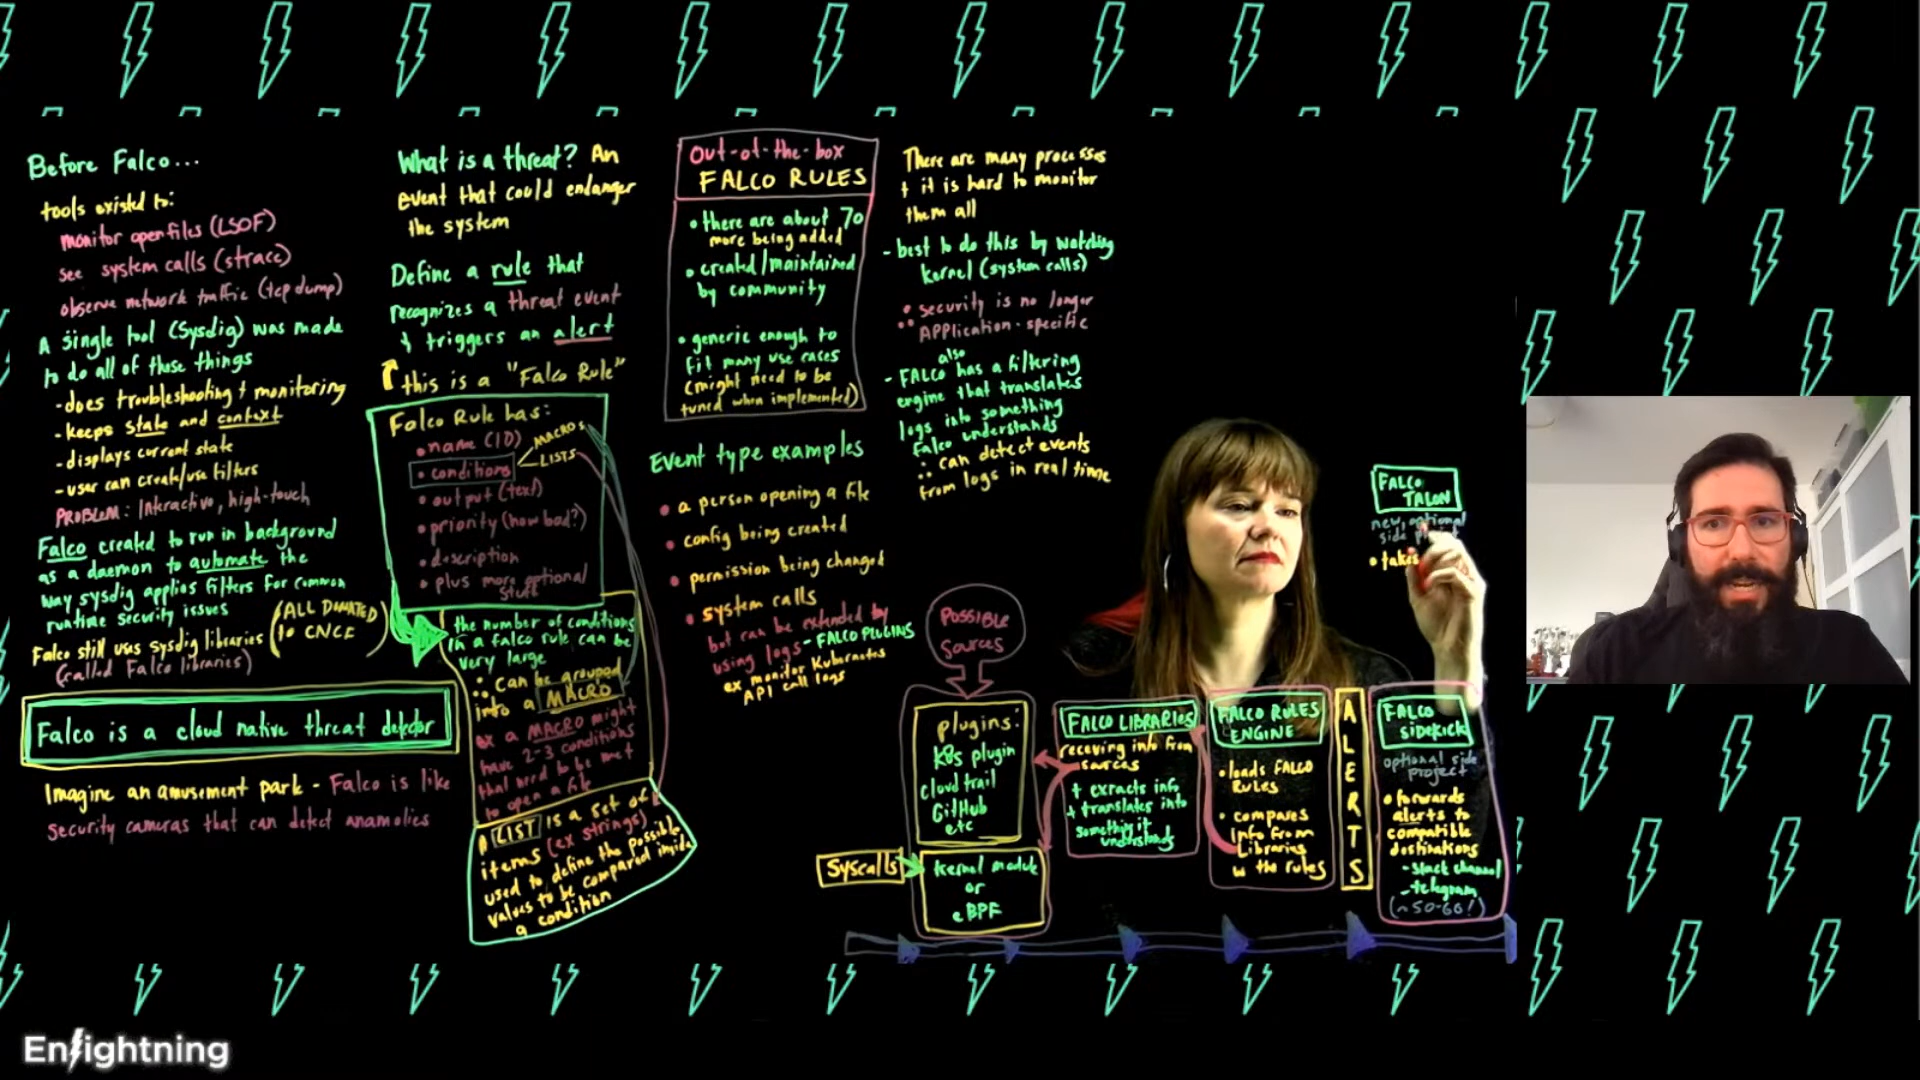 Before Falco...
tools existed to:
monitor open files (LSOF)
see system calls (strace)
observe network traffic (tcpdump)
A single tool (Sysdig) was made
to do all of these things
-does troubleshooting + monitoring
-keeps state and context
-displays current state
-user can create/use filters
PROBLEM: Interactive, high-touch
Falco created to run in background
as a daemon to automate the
way sysdig applies filters for common
runtime security issues
(ALL DONATED
to CNCF)
Falco still uses sysdig libraries
(called Falco libraries)
Falco is a cloud native threat detector
Imagine an amusement park - Falco is like
security cameras that can detect anamolies
What is a threat? An
event that could endanger
the system
Define a rule that
recognizes a threat event
+ triggers an alert
this is a "Falco Rule"
Falco Rule has:
• name (ID)
• conditions
MACROS
LISTS
• output (text)
• priority (how bad?)
• description
• plus more optional
stuff
the number of conditions
in a falco rule can be
very large
∴ can be grouped
into a MACRO
ex a MACRO might
have 2-3 conditions
that need to be met
to open a file
A LIST is a set of
items (ex strings)
used to define the possible
values to be compared inside
a condition
Out-of-the-box
FALCO RULES
• there are about 70
more being added
• created/maintained
by community
• generic enough to
fit many use cases
(might need to be
tuned when implemented)
Event type examples
• a person opening a file
• config being created
• permission being changed
• system calls
but can be extended by
using logs - FALCO PLUGINS
ex monitor Kubernetes
API call logs
There are many processes
+ it is hard to monitor
them all
- best to do this by watching
kernel (system calls)
• security is no longer
APPlication-specific
also
- FALCO has a filtering
engine that translates
logs into something
Falco understands
∴ can detect events
from logs in real time
POSSIBLE
Sources
plugins:
k8s plugin
cloud trail
GitHub
etc
Syscalls
kernel module
or
eBPF
FALCO LIBRARIES
receving info from
sources
+ exracts info
+ translates into
something it
understands
FALCO RULES
ENGINE
• loads FALCO
RULES
• compares
info from
Libraries
w the rules
ALERTS
FALCO
SIDEKICK
optional side
project
• forwards
alerts to
compatible
destinations
- slack channel
- telegram
(~50-60!)
FALCO
TALON
new, optional
side
• takes
Enlightning